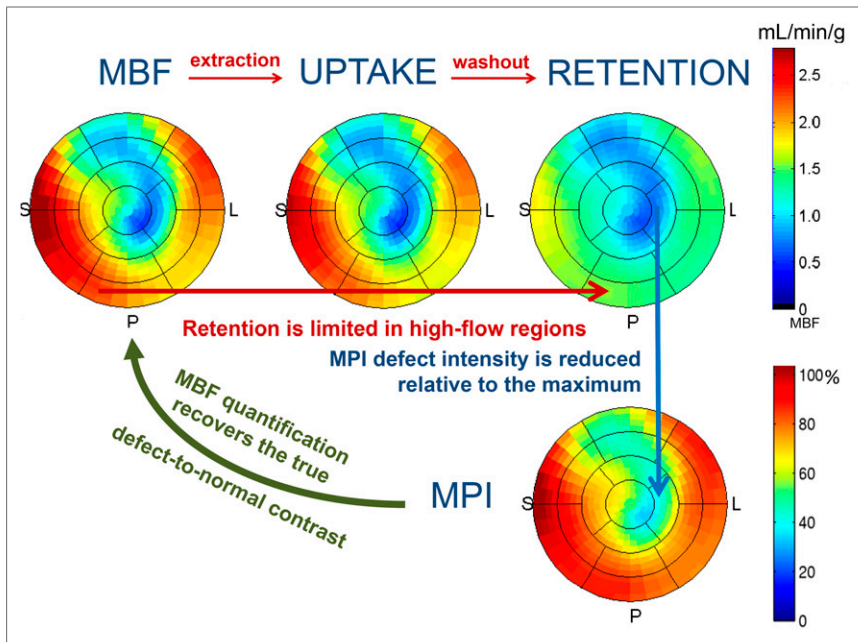 mL/min/g
MBF extraction UPTAKE washout RETENTION
2.5
2.0
1.5
1.0
0.5
0
MBF
S L
S L
P
P
Retention is limited in high-flow regions
MPI defect intensity is reduced
relative to the maximum
MBF quantification
recovers the true
defect-to-normal contrast
MPI
S L
P
100%
80
60
40
20
0